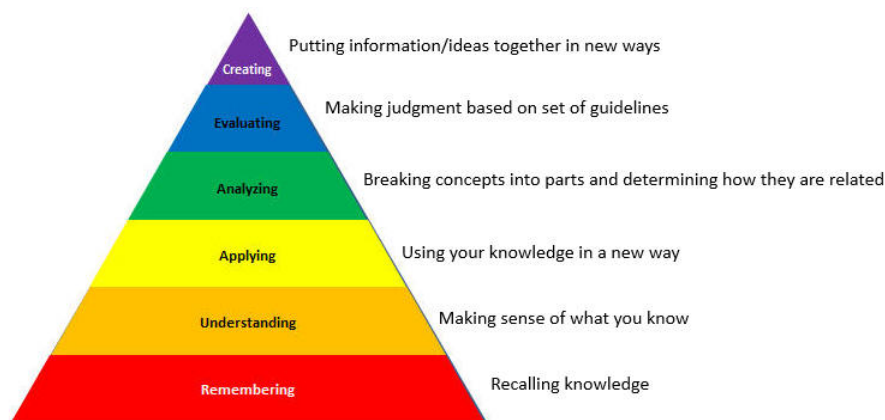 Putting information/ideas together in new ways
Creating
Making judgment based on set of guidelines
Evaluating
Breaking concepts into parts and determining how they are related
Analyzing
Using your knowledge in a new way
Applying
Making sense of what you know
Understanding
Recalling knowledge
Remembering